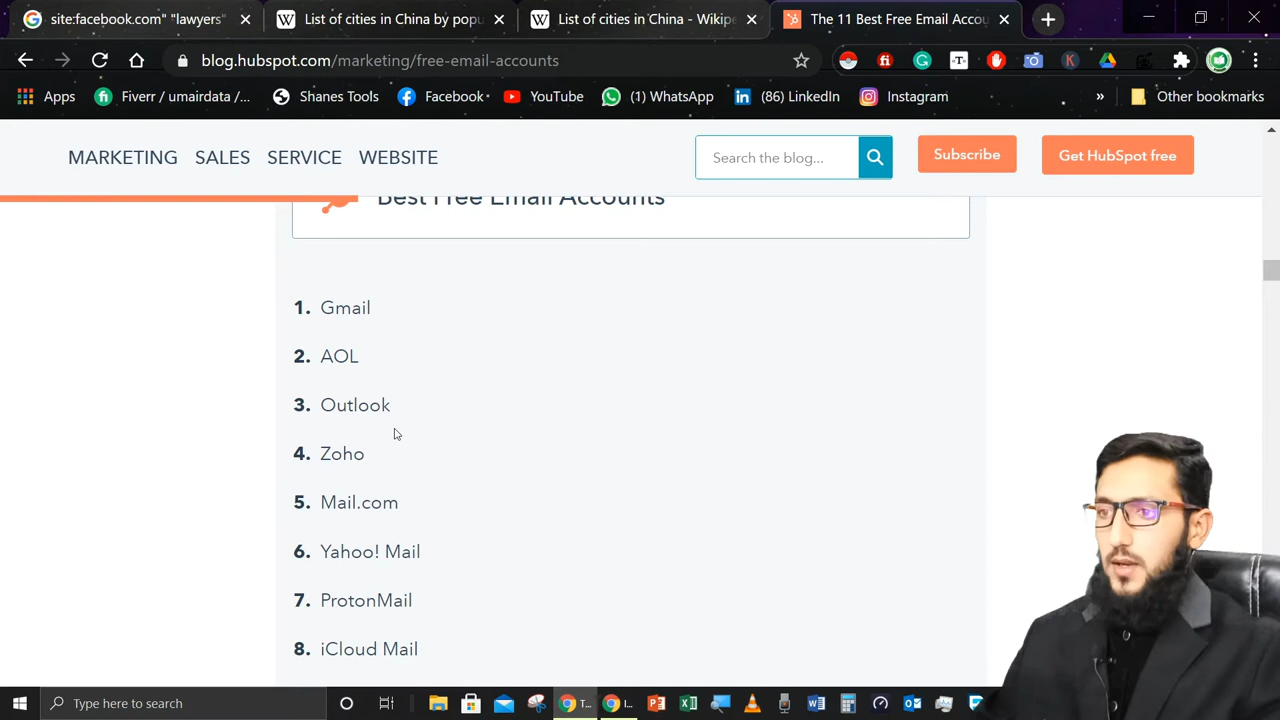 site:facebook.com" "lawyers"
List of cities in China by popu
List of cities in China - Wikipe
The 11 Best Free Email Accou
blog.hubspot.com/marketing/free-email-accounts
Apps
Fiverr / umairdata /...
Shanes Tools
Facebook
YouTube
(1) WhatsApp
(86) LinkedIn
Instagram
»
Other bookmarks
MARKETING SALES SERVICE WEBSITE
Search the blog...
Subscribe
Get HubSpot free
Best Free Email Accounts
1. Gmail
2. AOL
3. Outlook
4. Zoho
5. Mail.com
6. Yahoo! Mail
7. ProtonMail
8. iCloud Mail
Type here to search
T...
I...